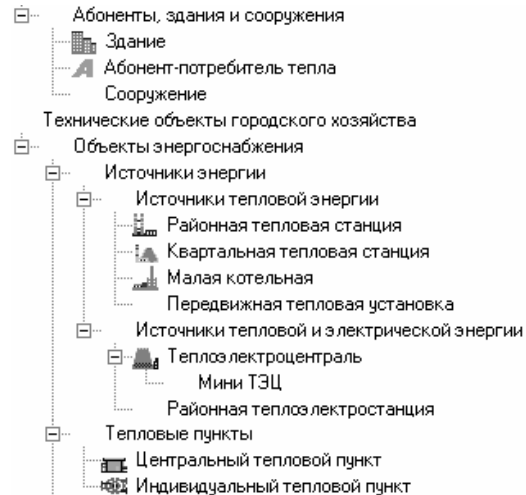 Абоненты, здания и сооружения
Здание
Абонент-потребитель тепла
Сооружение
Технические объекты городского хозяйства
Объекты энергоснабжения
Источники энергии
Источники тепловой энергии
Районная тепловая станция
Квартальная тепловая станция
Малая котельная
Передвижная тепловая установка
Источники тепловой и электрической энергии
Теплоэлектроцентраль
Мини ТЭЦ
Районная теплоэлектростанция
Тепловые пункты
Центральный тепловой пункт
Индивидуальный тепловой пункт